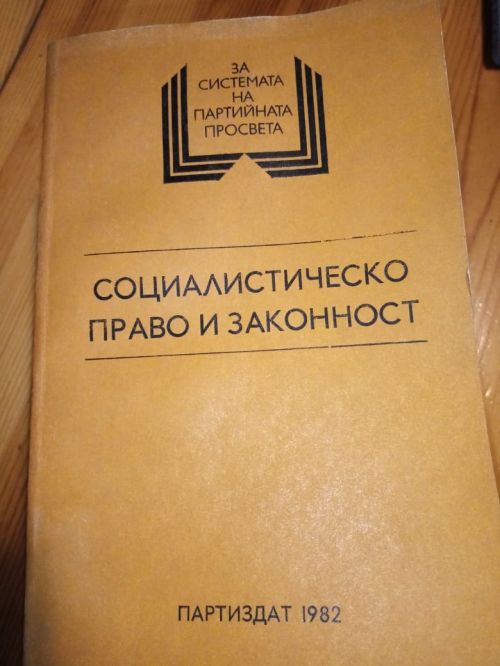 ЗА
СИСТЕМАТА
НА
ПАРТИЙНАТА
ПРОСВЕТА
СОЦИАЛИСТИЧЕСКО
ПРАВО И ЗАКОННОСТ
ПАРТИЗДАТ 1982